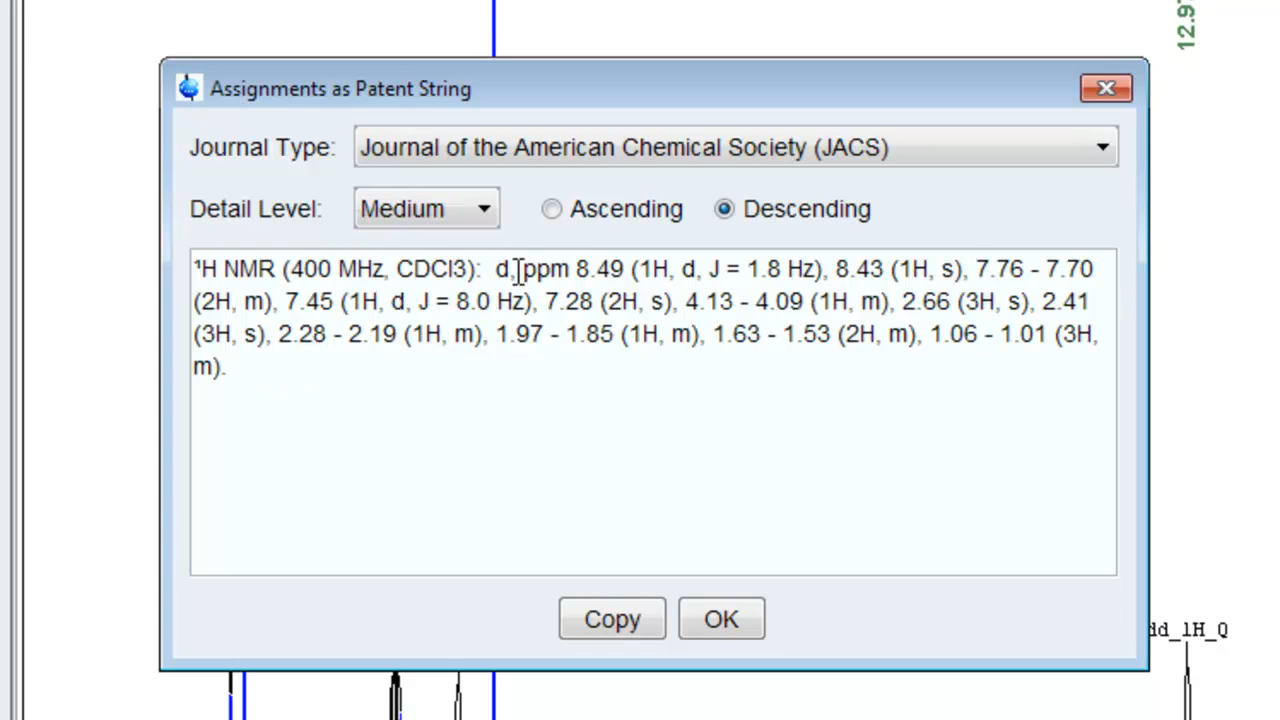 12.97
Assignments as Patent String
Journal Type: Journal of the American Chemical Society (JACS)
Detail Level: Medium Ascending Descending
¹H NMR (400 MHz, CDCl3):  d, ppm 8.49 (1H, d, J = 1.8 Hz), 8.43 (1H, s), 7.76 - 7.70
(2H, m), 7.45 (1H, d, J = 8.0 Hz), 7.28 (2H, s), 4.13 - 4.09 (1H, m), 2.66 (3H, s), 2.41
(3H, s), 2.28 - 2.19 (1H, m), 1.97 - 1.85 (1H, m), 1.63 - 1.53 (2H, m), 1.06 - 1.01 (3H,
m).
Copy OK
dd_1H_Q